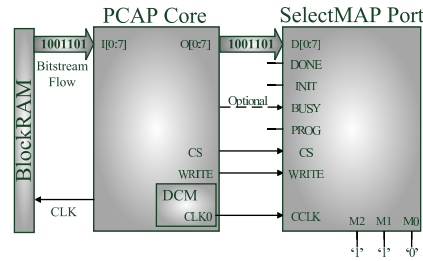 PCAP Core
SelectMAP Port
BlockRAM
1001101
I[0:7]
O[0:7]
1001101
D[0:7]
Bitstream
Flow
DONE
INIT
Optional
BUSY
PROG
CS
CS
WRITE
WRITE
DCM
CLK
CLK0
CCLK
M2
M1
M0
‘1’
‘1’
‘0’